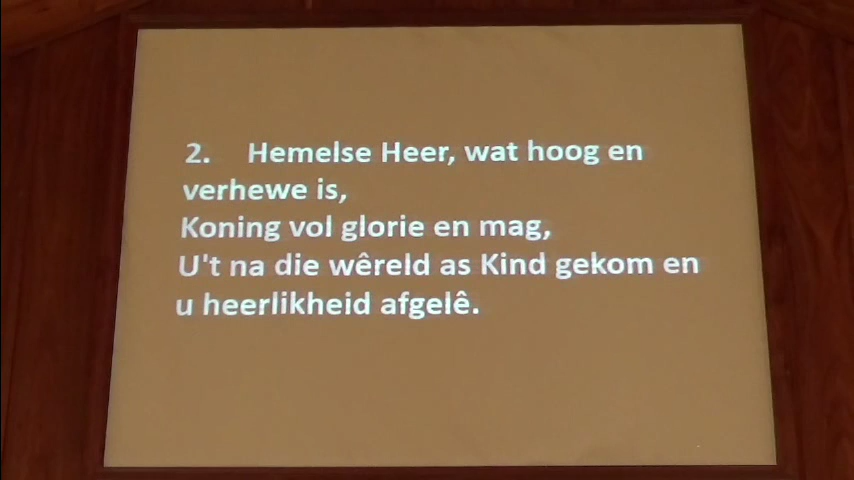 2. Hemelse Heer, wat hoog en
verhewe is,
Koning vol glorie en mag,
U't na die wêreld as Kind gekom en
u heerlikheid afgelê.